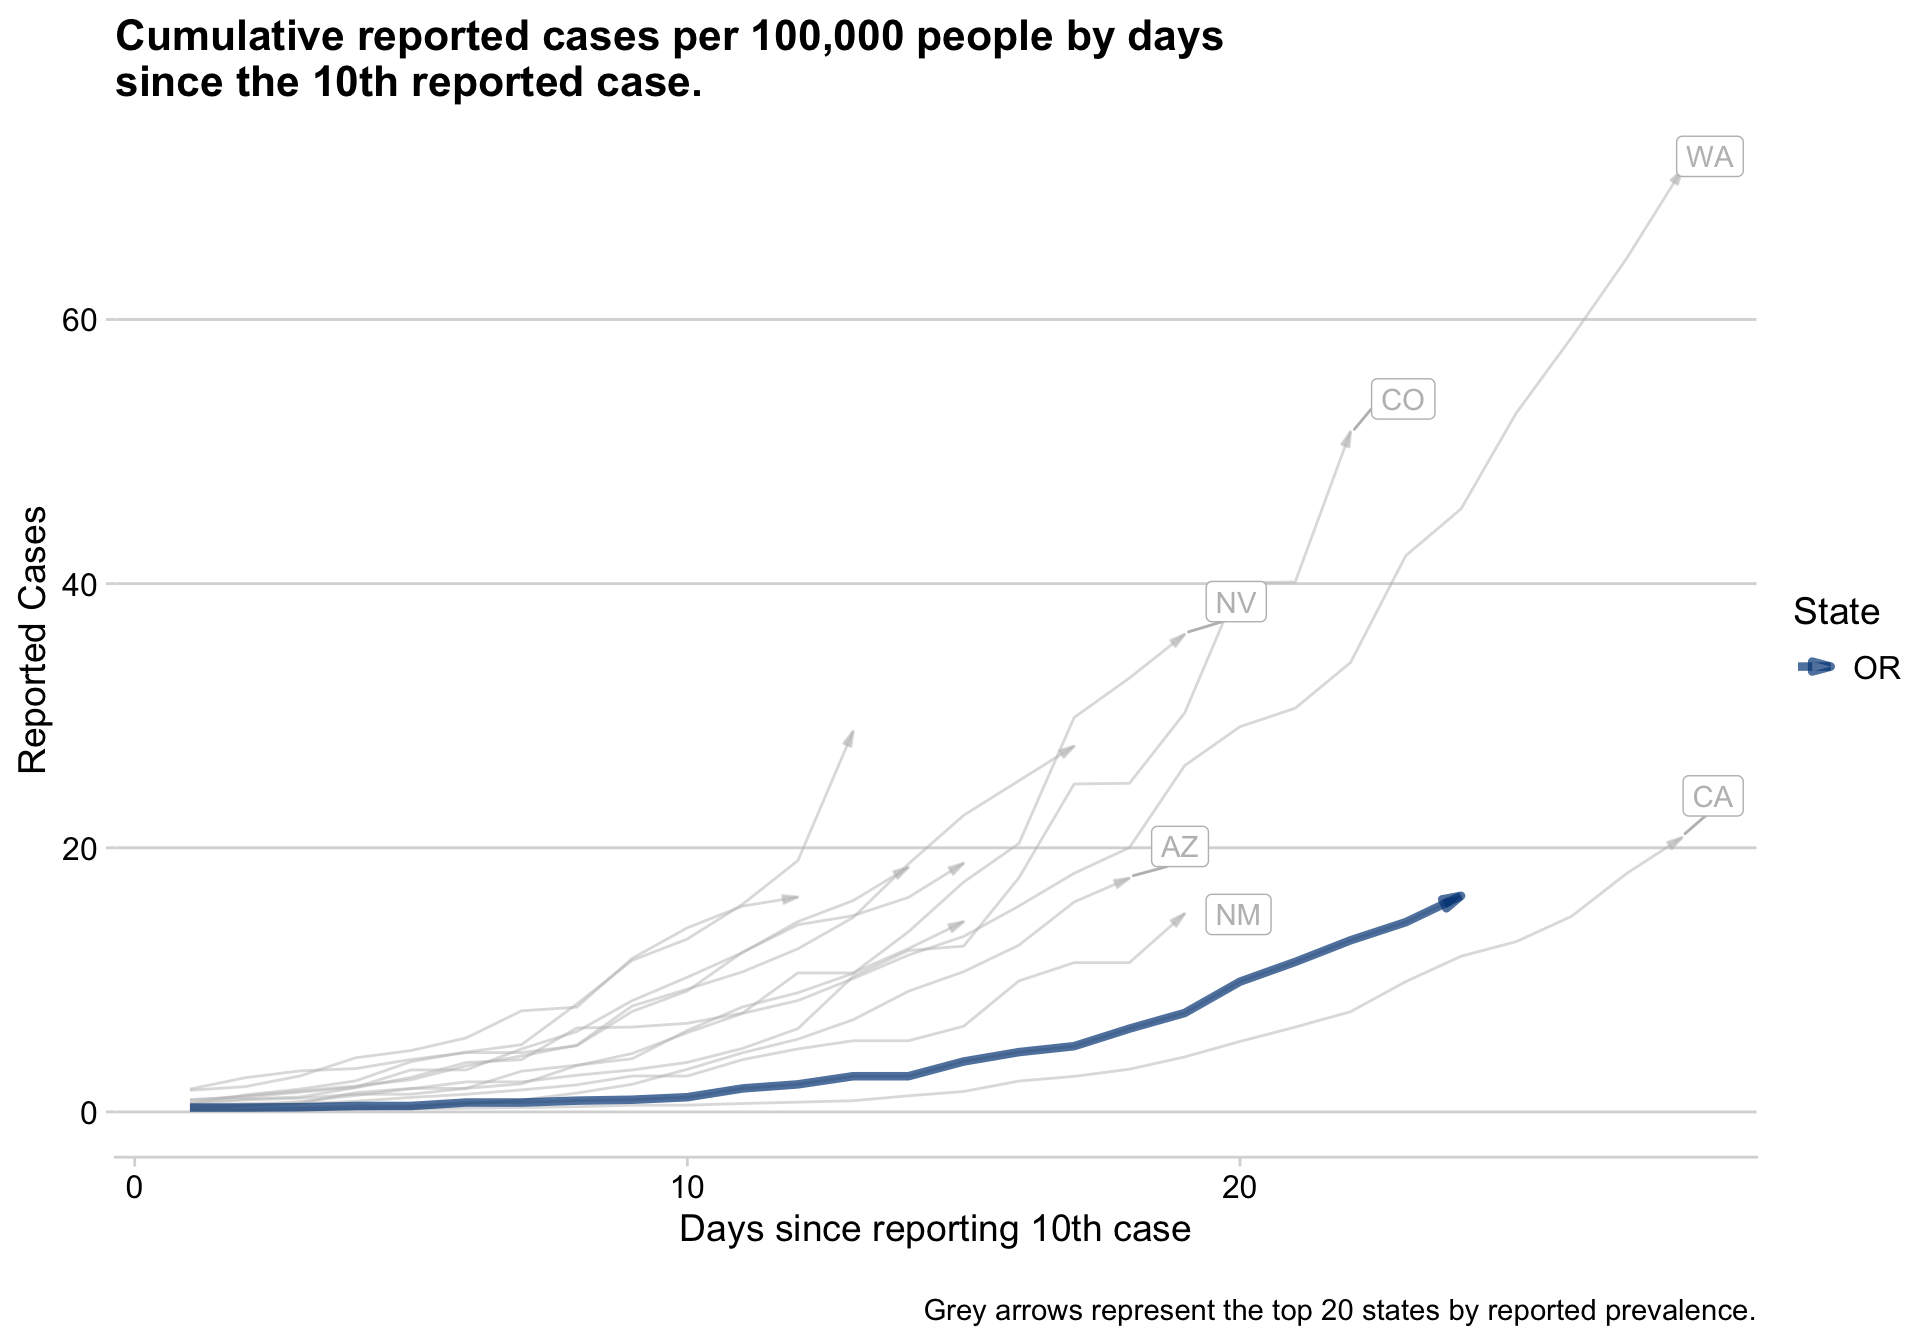 Cumulative reported cases per 100,000 people by days
since the 10th reported case.
WA
60
CO
40
NV
State
OR
Reported Cases
CA
20
AZ
NM
0
0
10
20
Days since reporting 10th case
Grey arrows represent the top 20 states by reported prevalence.